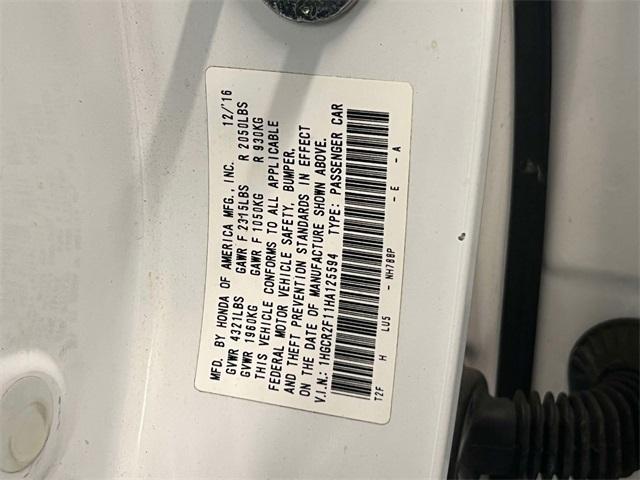 MFD. BY HONDA OF AMERICA MFG., INC. 12/'16
GVWR 4321LBS GAWR F 2315LBS R 2050LBS
GVWR 1960KG GAWR F 1050KG R 930KG
THIS VEHICLE CONFORMS TO ALL APPLICABLE
FEDERAL MOTOR VEHICLE SAFETY, BUMPER,
AND THEFT PREVENTION STANDARDS IN EFFECT
ON THE DATE OF MANUFACTURE SHOWN ABOVE.
V.I.N.: 1HGCR2F11HA125594 TYPE: PASSENGER CAR
T2F H LU5 - NH788P - E - A